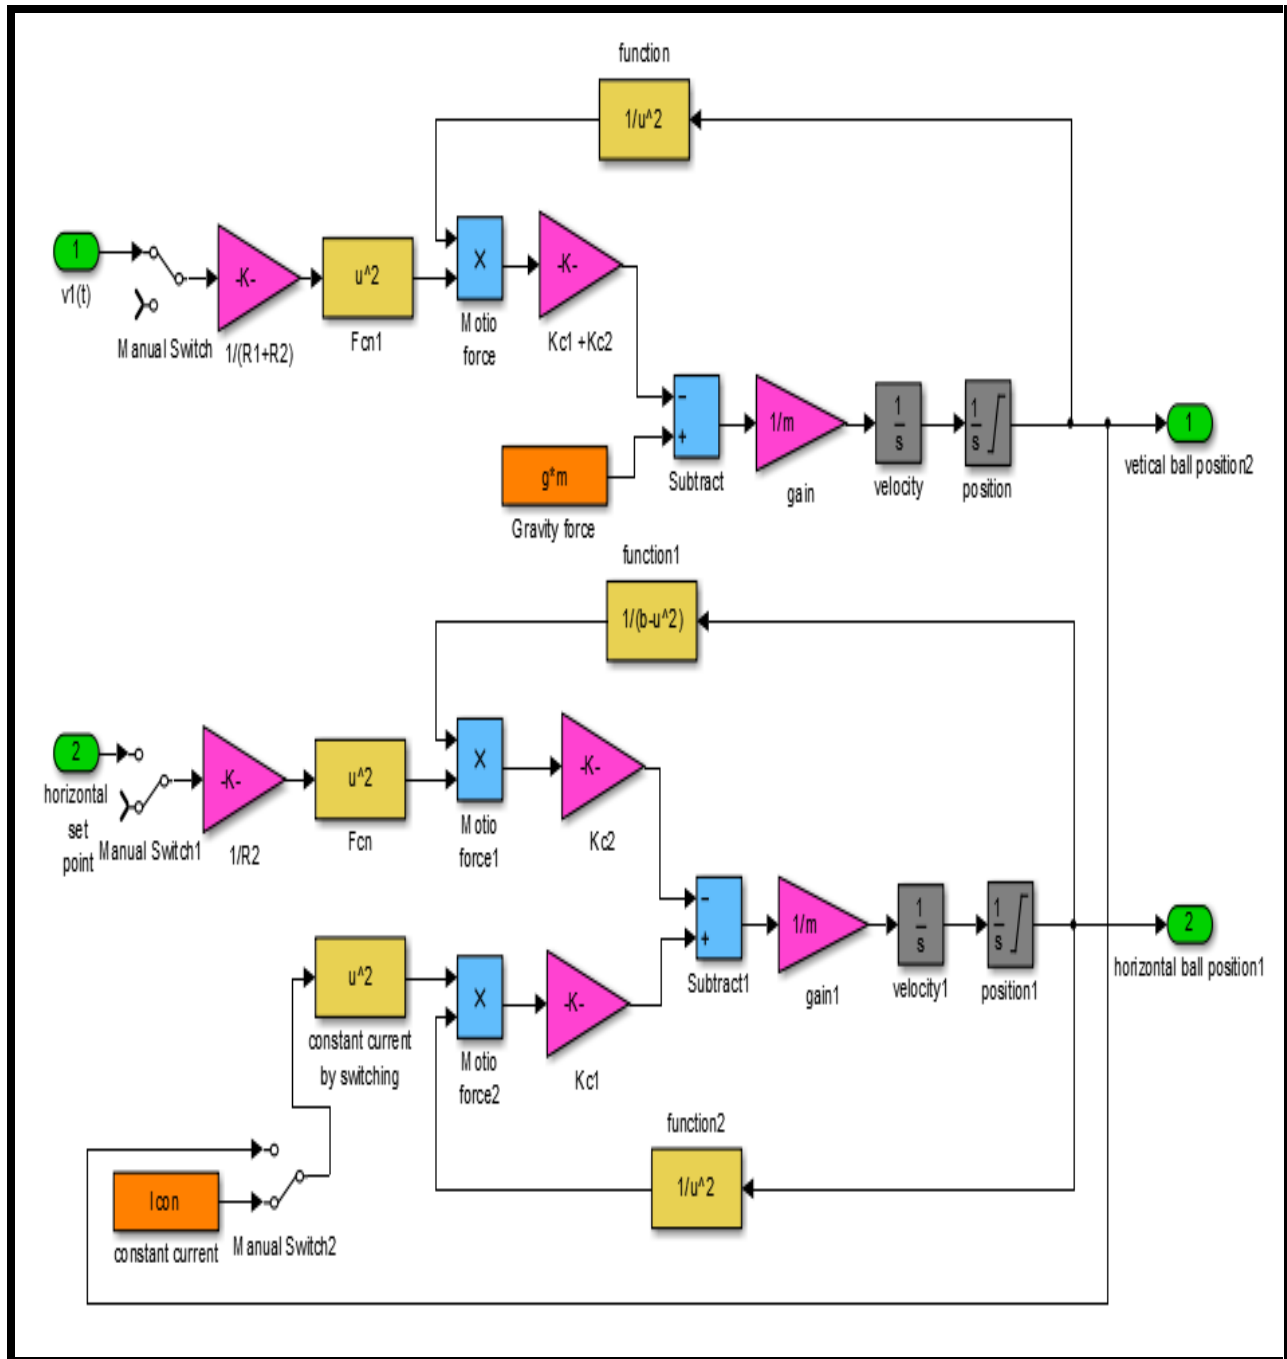 function
1/u^2
1
v1(t)
Manual Switch
-K-
1/(R1+R2)
u^2
Fcn1
X
Motio
force
-K-
Kc1 +Kc2
g*m
Gravity force
−
+
Subtract
1/m
gain
1
s
velocity
1
s
position
1
vetical ball position2
function1
1/(b-u^2)
2
horizontal
set
point
Manual Switch1
-K-
1/R2
u^2
Fcn
X
Motio
force1
-K-
Kc2
u^2
constant current
by switching
X
Motio
force2
-K-
Kc1
−
+
Subtract1
1/m
gain1
1
s
velocity1
1
s
position1
2
horizontal ball position1
function2
1/u^2
Icon
constant current
Manual Switch2